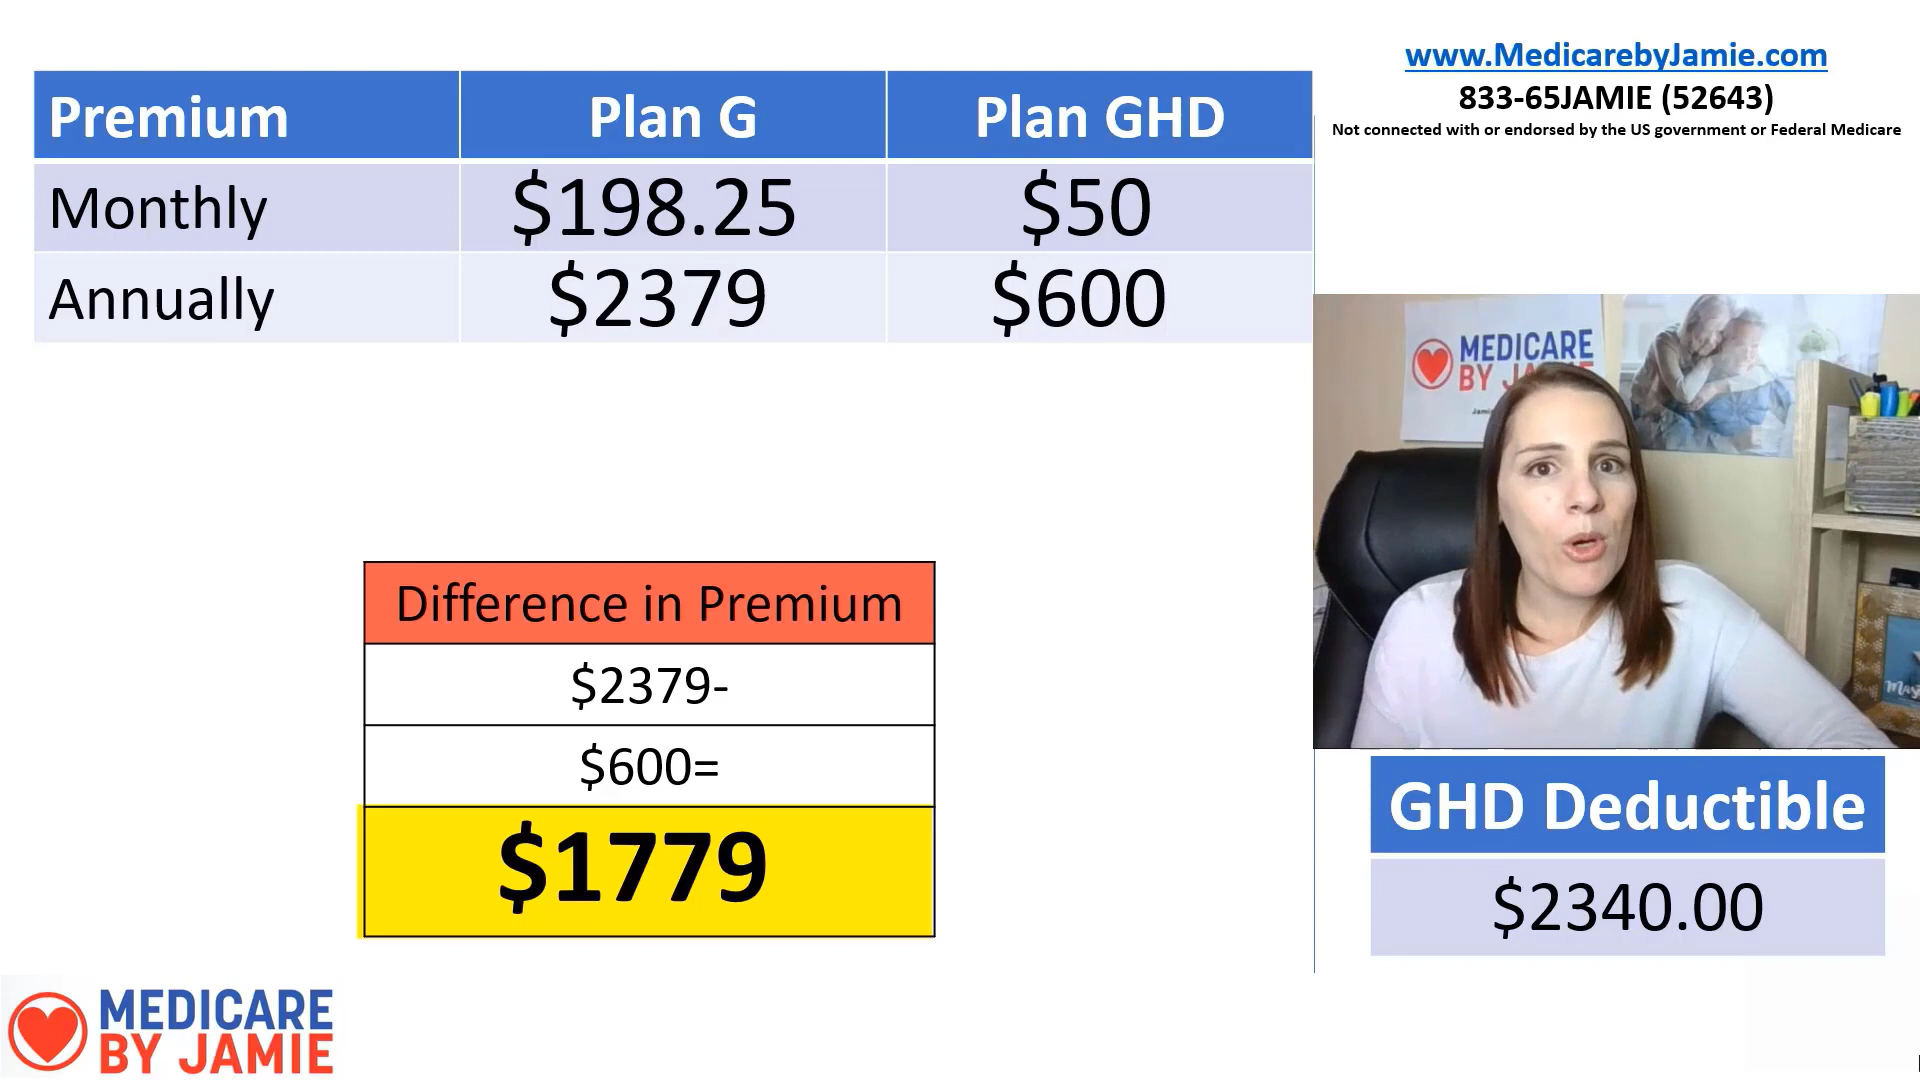 www.MedicarebyJamie.com
833-65JAMIE (52643)
Not connected with or endorsed by the US government or Federal Medicare
Premium Plan G Plan GHD
Monthly $198.25 $50
Annually $2379 $600
MEDICARE
BY JAMIE
Difference in Premium
$2379-
$600=
$1779
GHD Deductible
$2340.00
MEDICARE
BY JAMIE